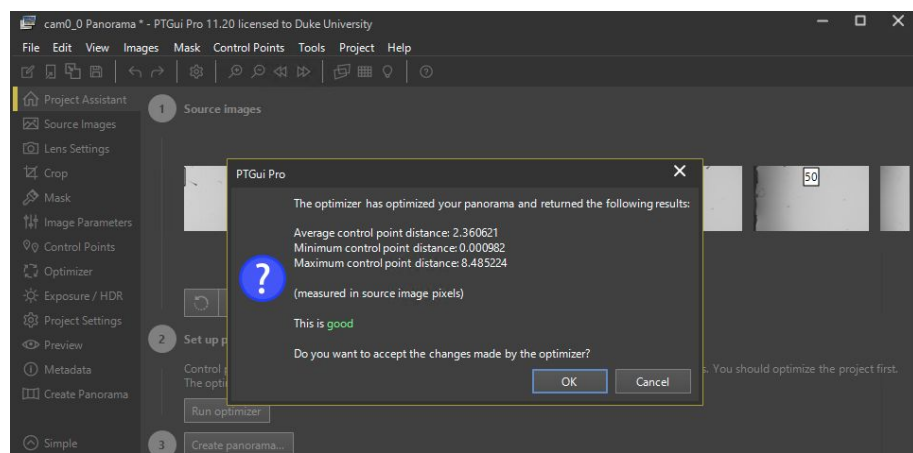 cam0_0 Panorama * - PTGui Pro 11.20 licensed to Duke University
File Edit View Images Mask Control Points Tools Project Help
Project Assistant
1 Source images
Source Images
Lens Settings
Crop
Mask
Image Parameters
Control Points
Optimizer
Exposure / HDR
Project Settings
Preview
Metadata
Create Panorama
Simple
50
PTGui Pro
The optimizer has optimized your panorama and returned the following results:
Average control point distance: 2.360621
Minimum control point distance: 0.000982
Maximum control point distance: 8.485224
(measured in source image pixels)
This is good
Do you want to accept the changes made by the optimizer?
OK Cancel
2 Set up p
Control
s. You should optimize the project first.
The opti
Run optimizer
3 Create panorama...